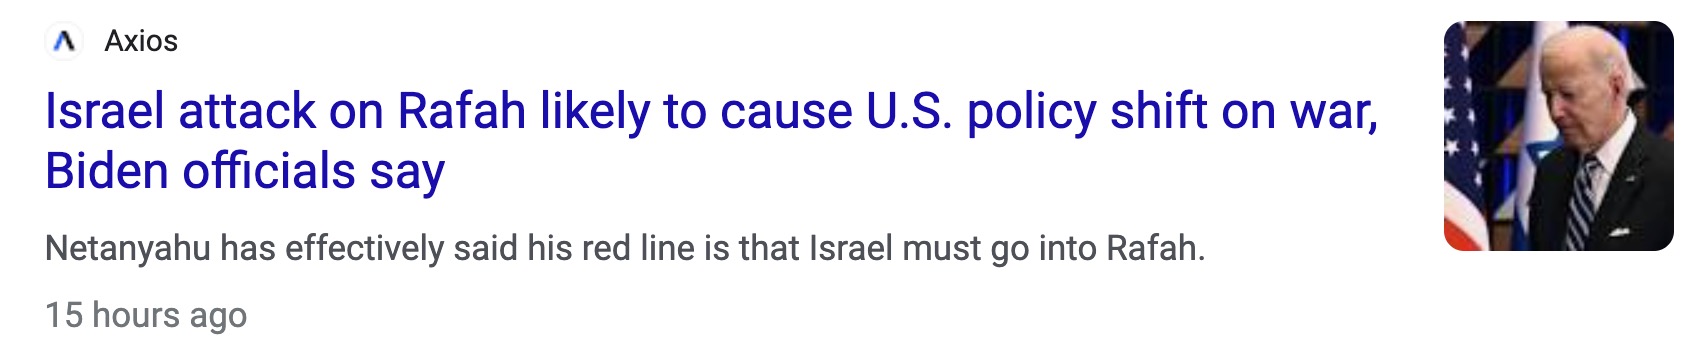 Axios
Israel attack on Rafah likely to cause U.S. policy shift on war,
Biden officials say
Netanyahu has effectively said his red line is that Israel must go into Rafah.
15 hours ago